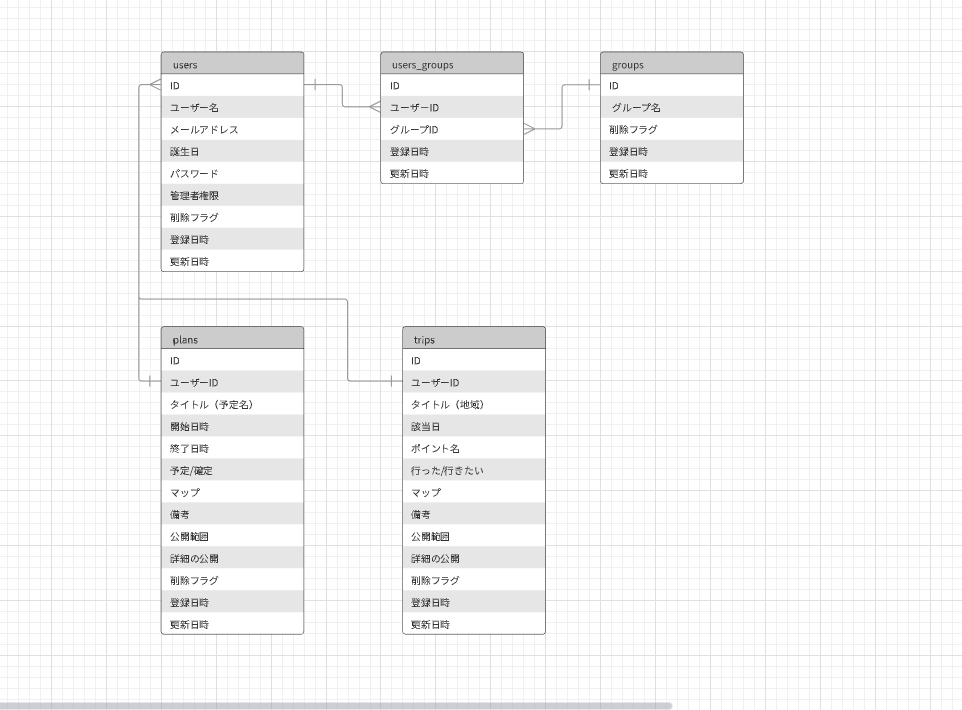 users
ID
ユーザー名
メールアドレス
誕生日
パスワード
管理者権限
削除フラグ
登録日時
更新日時
users_groups
ID
ユーザーID
グループID
登録日時
更新日時
groups
ID
グループ名
削除フラグ
登録日時
更新日時
plans
ID
ユーザーID
タイトル（予定名）
開始日時
終了日時
予定/確定
マップ
備考
公開範囲
詳細の公開
削除フラグ
登録日時
更新日時
trips
ID
ユーザーID
タイトル（地域）
該当日
ポイント名
行った/行きたい
マップ
備考
公開範囲
詳細の公開
削除フラグ
登録日時
更新日時